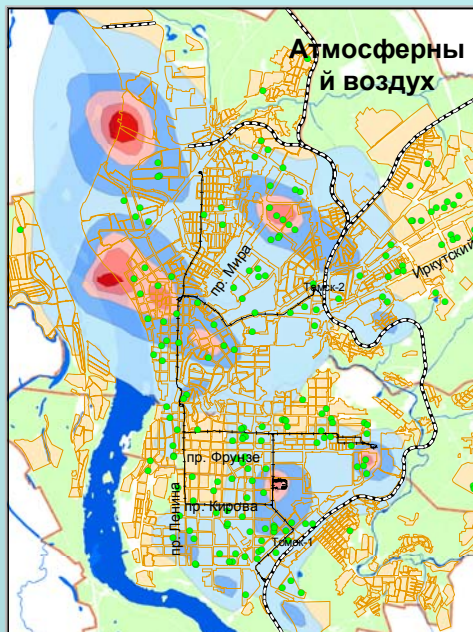 Атмосферны
й воздух
пр. Мира
Иркутский
Томск-2
пр. Фрунзе
пр. Ленина
пр. Кирова
Томск-1